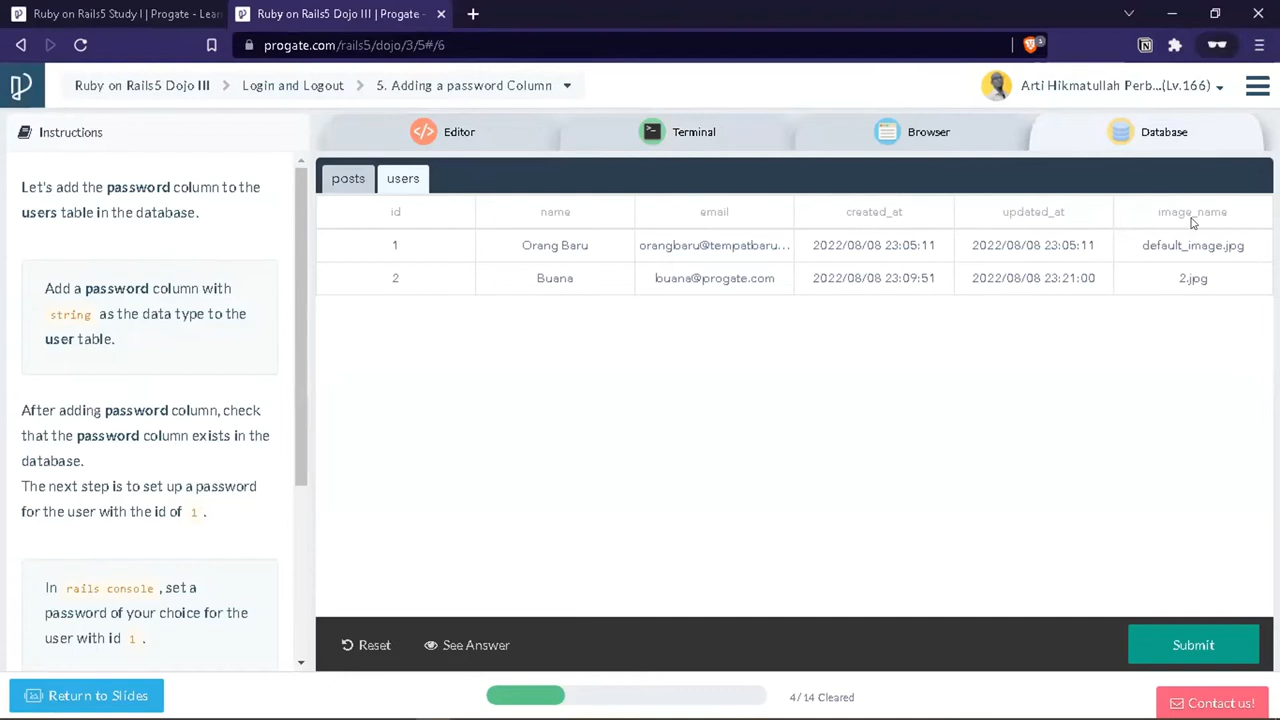 Ruby on Rails5 Study I | Progate - Lear
Ruby on Rails5 Dojo III | Progate -
progate.com/rails5/dojo/3/5#/6
Ruby on Rails5 Dojo III
Login and Logout
5. Adding a password Column
Arti Hikmatullah Perb...(Lv.166)
Instructions
Editor
Terminal
Browser
Database
Let's add the password column to the
users table in the database.
Add a password column with
string as the data type to the
user table.
After adding password column, check
that the password column exists in the
database.
The next step is to set up a password
for the user with the id of 1 .
In rails console , set a
password of your choice for the
user with id 1 .
posts
users
id name email created_at updated_at image_name
1 Orang Baru orangbaru@tempatbaru... 2022/08/08 23:05:11 2022/08/08 23:05:11 default_image.jpg
2 Buana buana@progate.com 2022/08/08 23:09:51 2022/08/08 23:21:00 2.jpg
Reset
See Answer
Submit
Return to Slides
4/14 Cleared
Contact us!